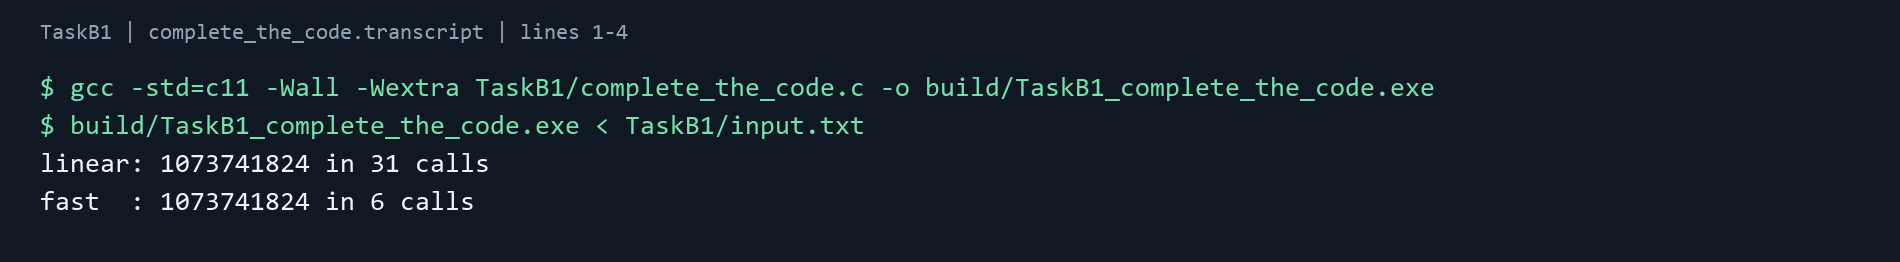 TaskB1 | complete_the_code.transcript | lines 1-4
$ gcc -std=c11 -Wall -Wextra TaskB1/complete_the_code.c -o build/TaskB1_complete_the_code.exe
$ build/TaskB1_complete_the_code.exe < TaskB1/input.txt
linear: 1073741824 in 31 calls
fast  : 1073741824 in 6 calls